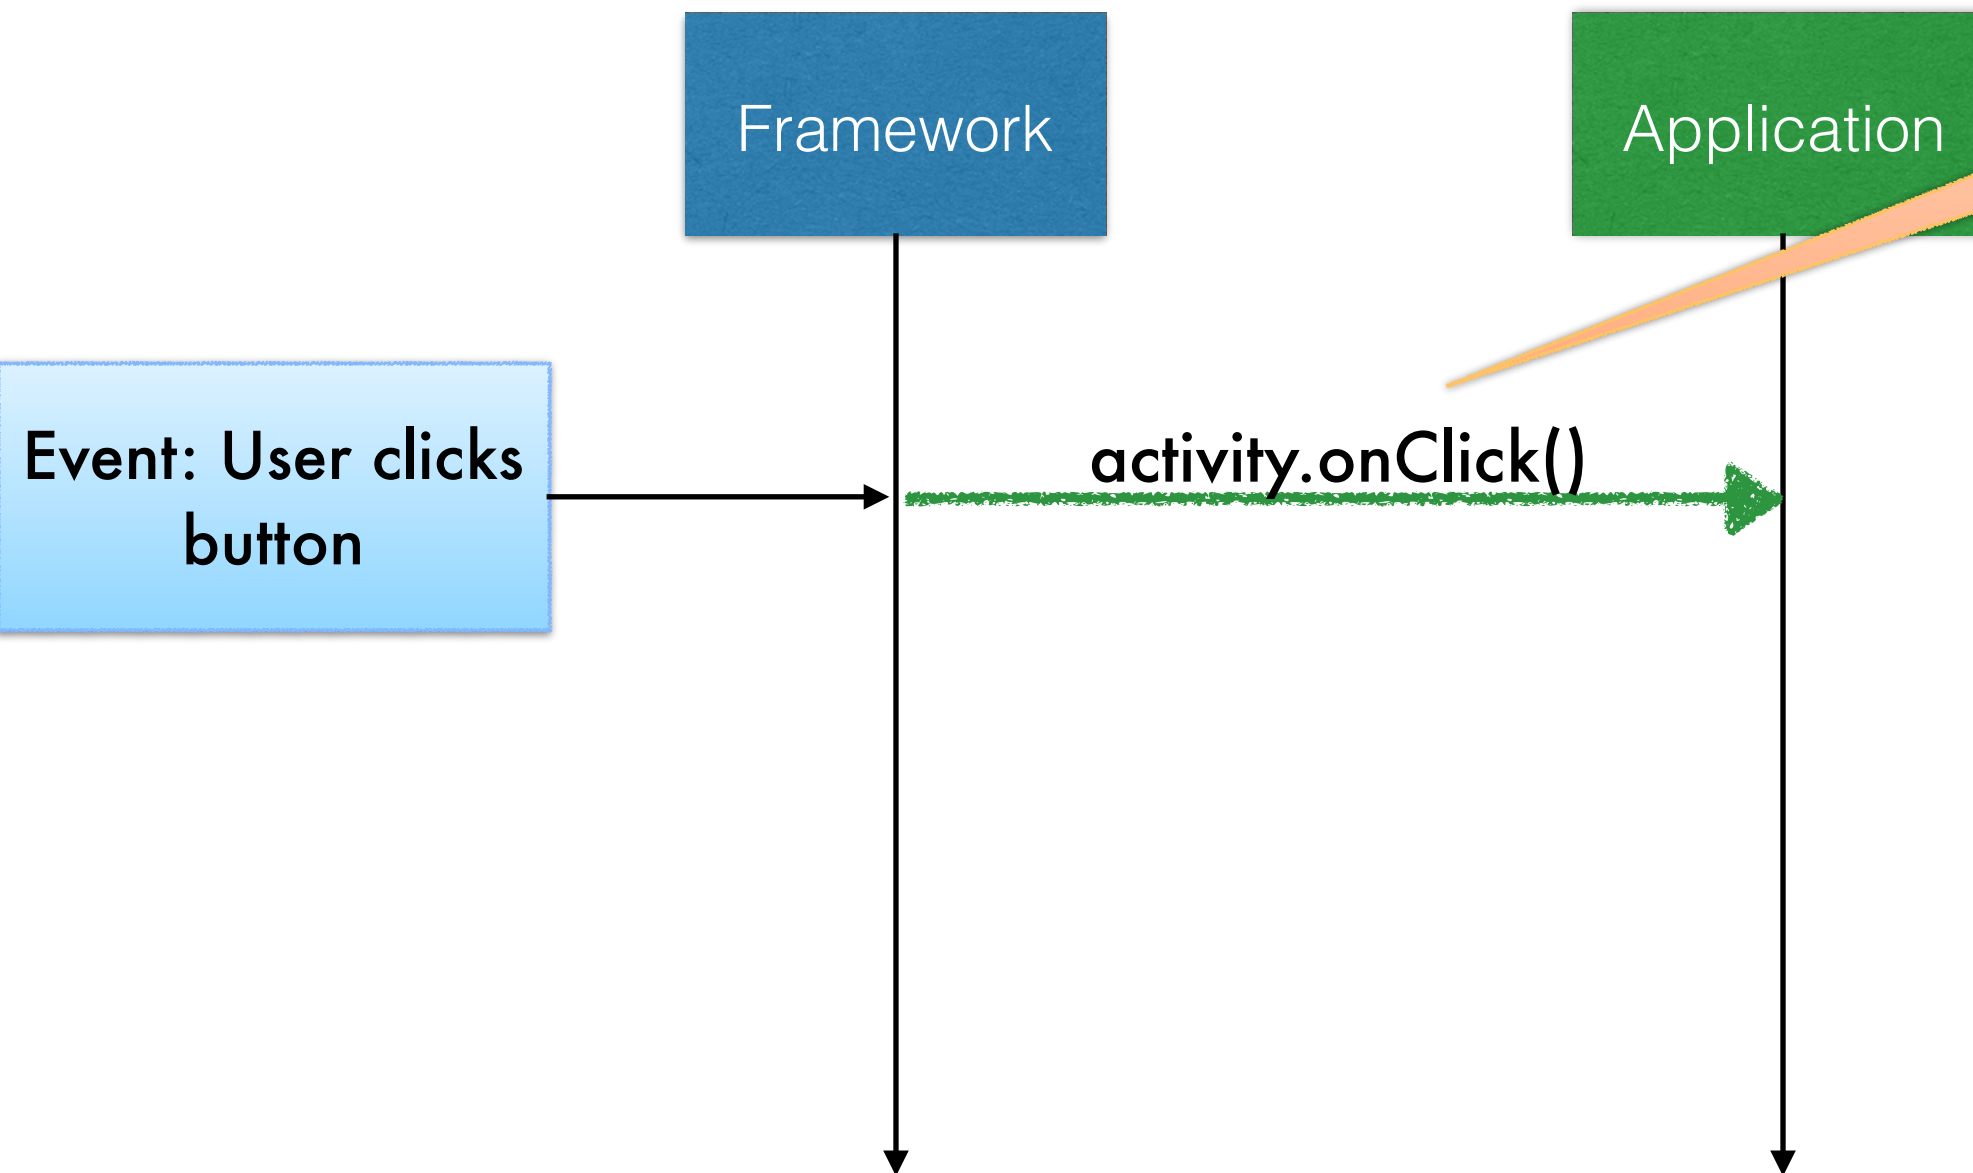 Framework
Application
Event: User clicks
button
activity.onClick()